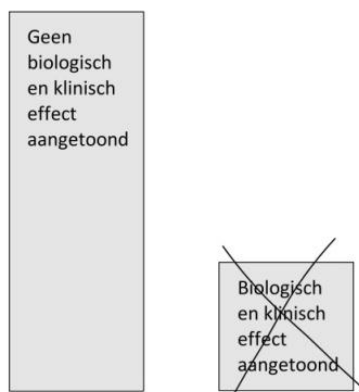 Geen
biologisch
en klinisch
effect
aangetoond
Biologisch
en klinisch
effect
aangetoond